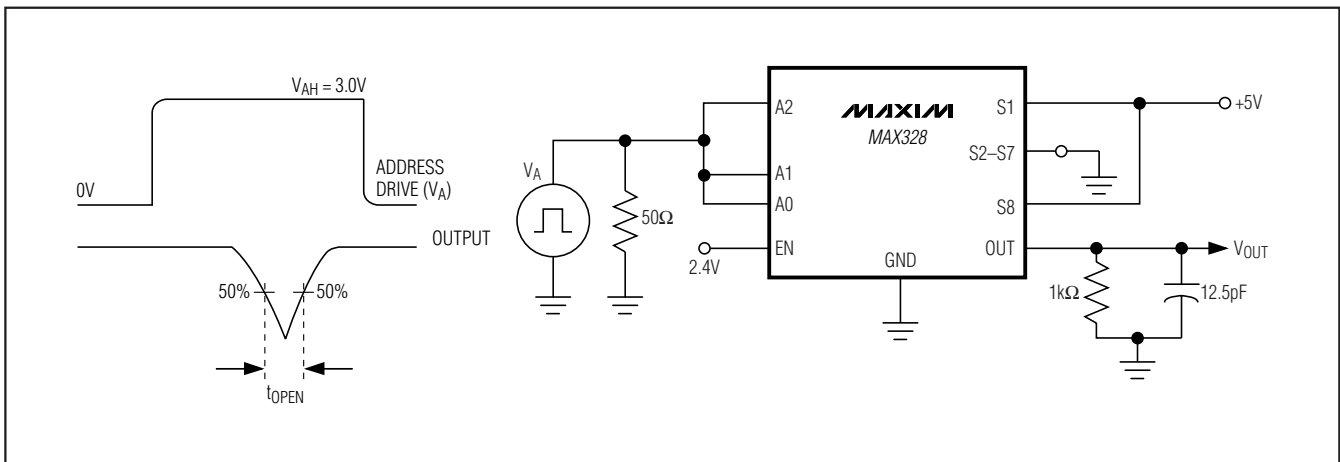 V_AH = 3.0V
0V
ADDRESS
DRIVE (V_A)
OUTPUT
50%
50%
t_OPEN
V_A
50Ω
2.4V
A2
A1
A0
EN
MAXIM
MAX328
GND
S1
S2–S7
S8
OUT
+5V
V_OUT
1kΩ
12.5pF